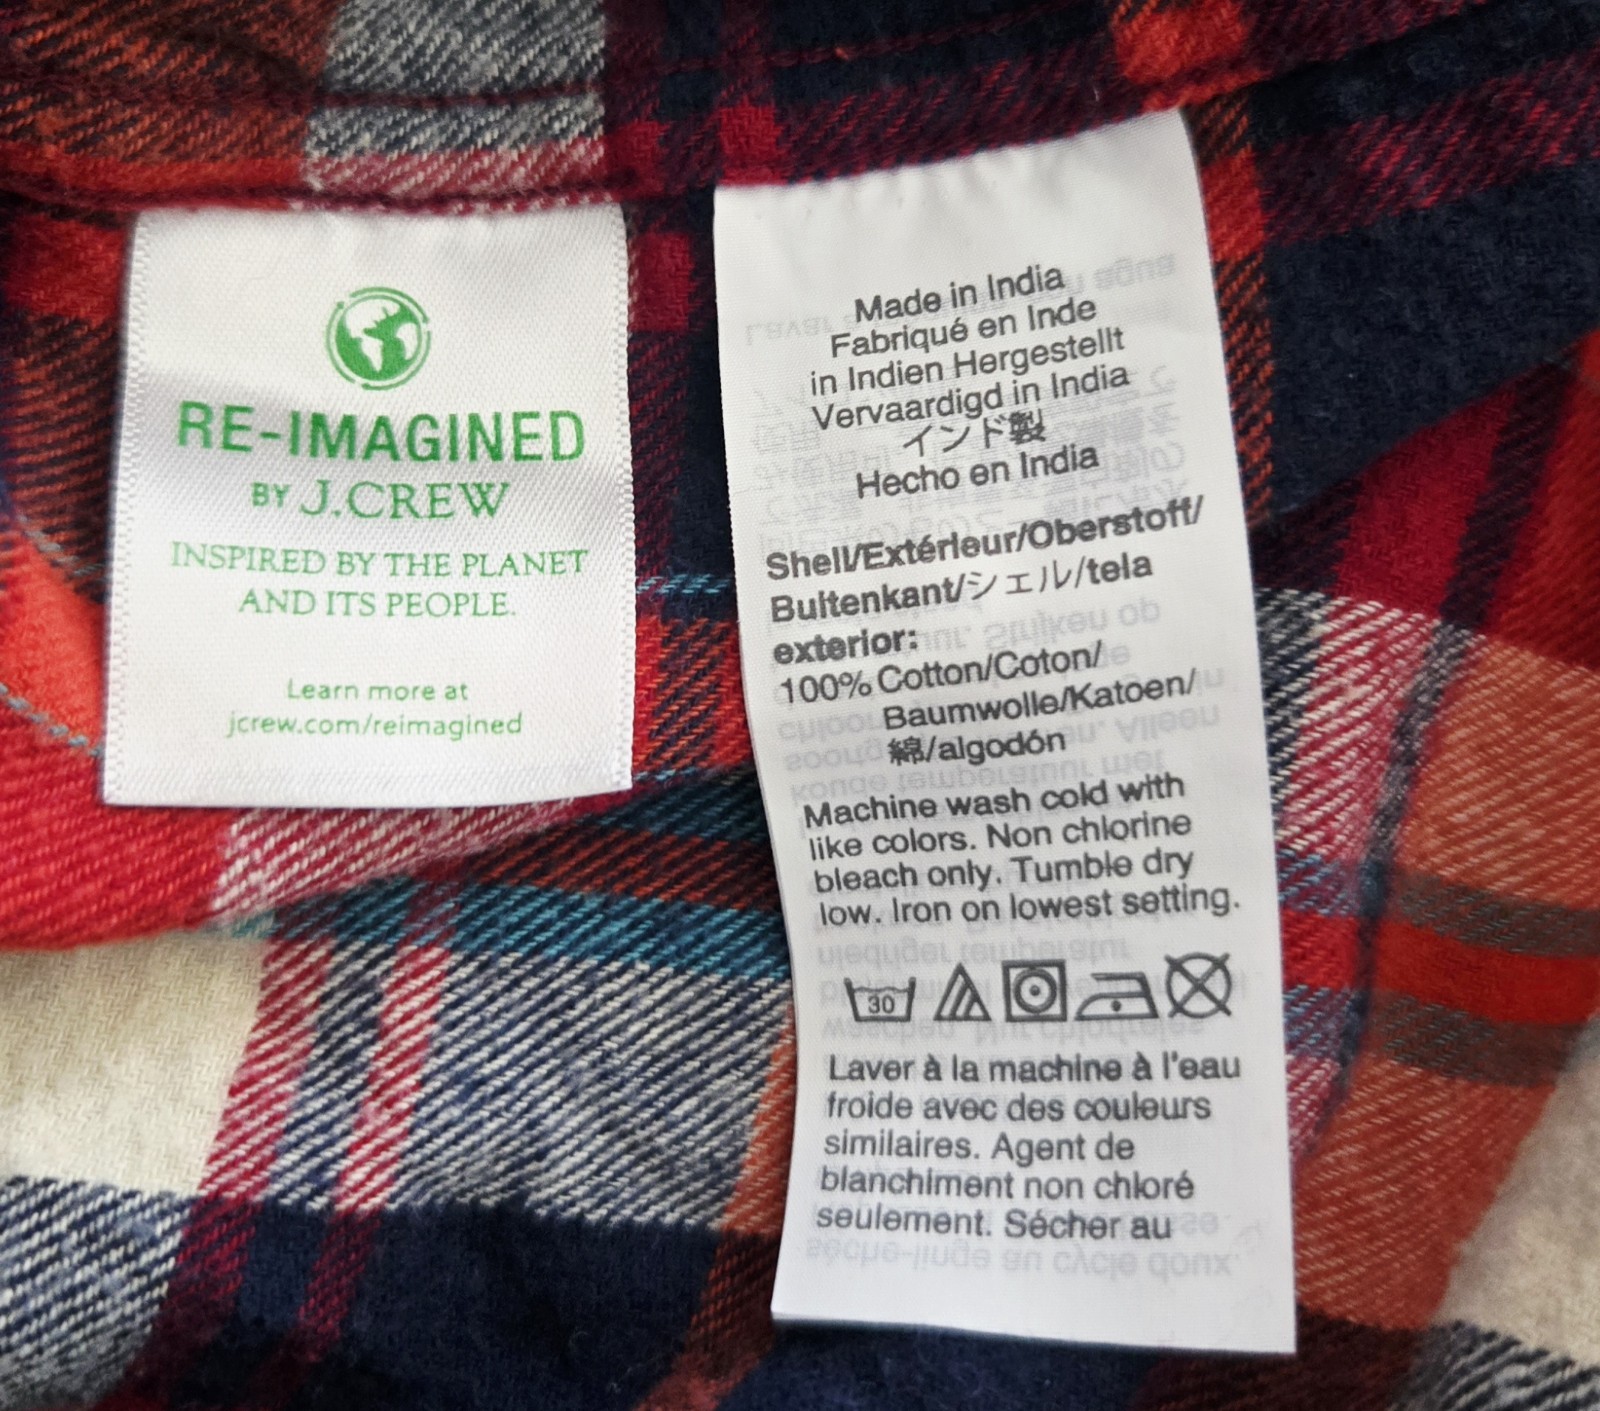 RE-IMAGINED
BY J.CREW
INSPIRED BY THE PLANET
AND ITS PEOPLE.
Learn more at
jcrew.com/reimagined
Made in India
Fabriqué en Inde
in Indien Hergestellt
Vervaardigd in India
インド製
Hecho en India
Shell/Extérieur/Oberstoff/
Buitenkant/シェル/tela
exterior:
100% Cotton/Coton/
Baumwolle/Katoen/
綿/algodón
Machine wash cold with
like colors. Non chlorine
bleach only. Tumble dry
low. Iron on lowest setting.
30
Laver à la machine à l'eau
froide avec des couleurs
similaires. Agent de
blanchiment non chloré
seulement. Sécher au